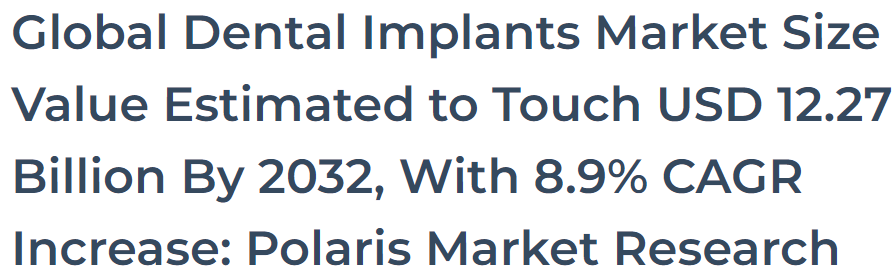 Global Dental Implants Market Size
Value Estimated to Touch USD 12.27
Billion By 2032, With 8.9% CAGR
Increase: Polaris Market Research